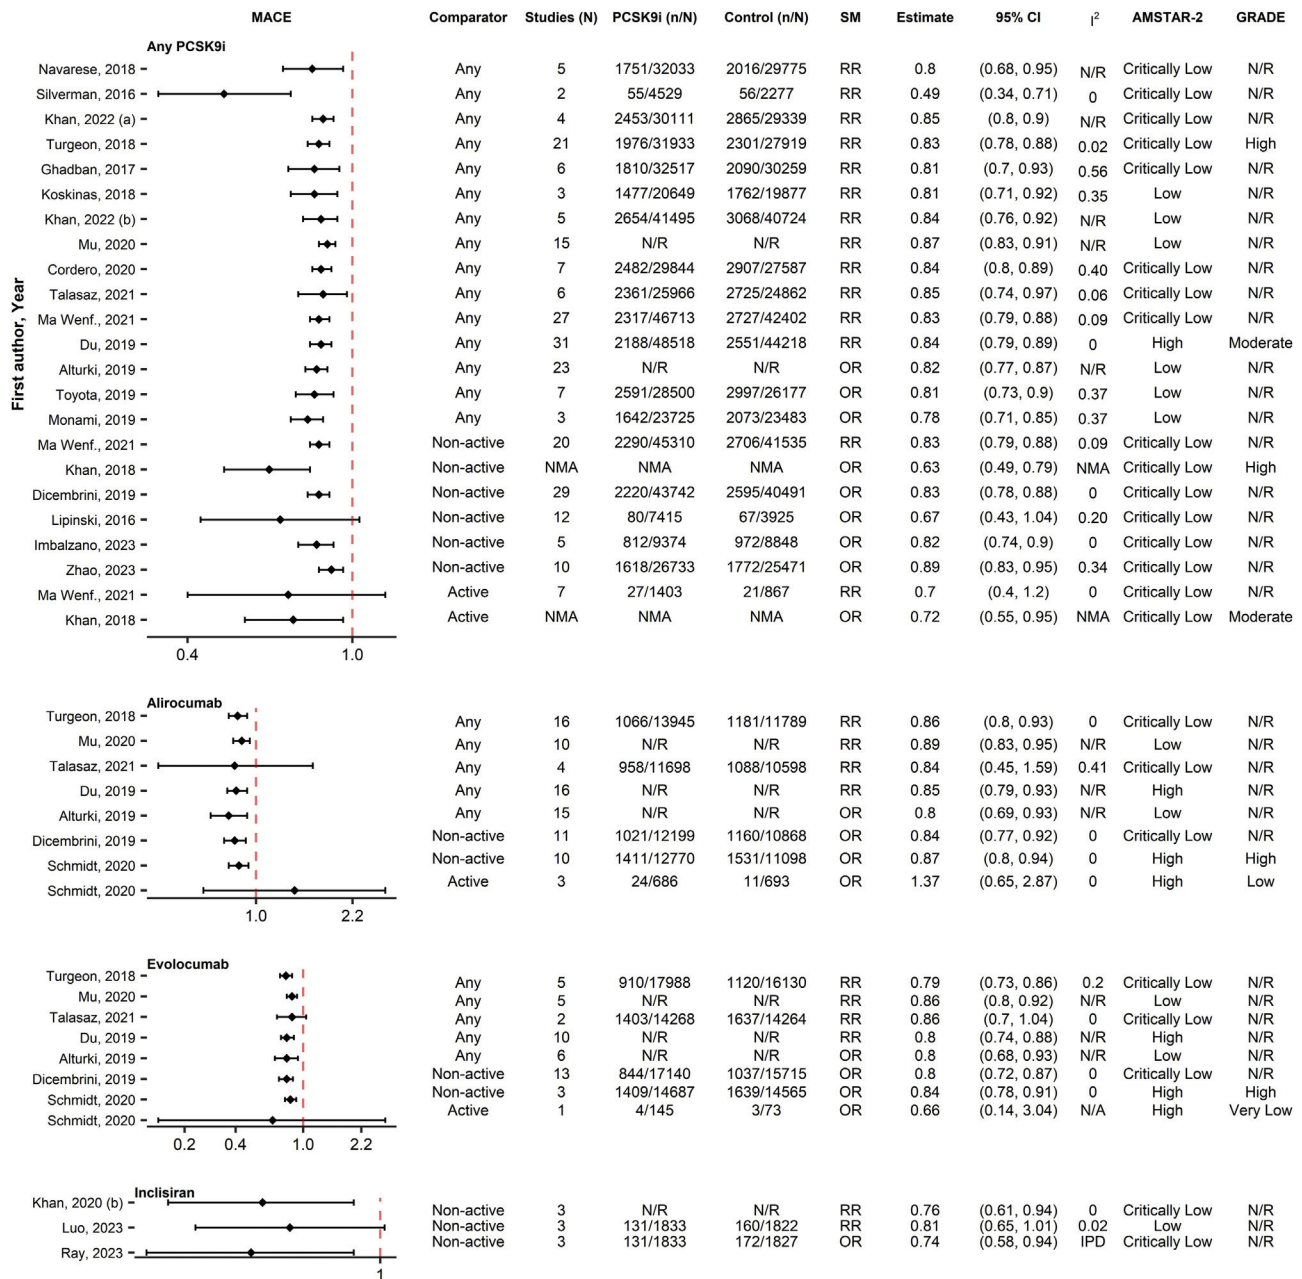 MACE Comparator Studies (N) PCSK9i (n/N) Control (n/N) SM Estimate 95% CI I² AMSTAR-2 GRADE
First author, Year
Any PCSK9i
Navarese, 2018 Any 5 1751/32033 2016/29775 RR 0.8 (0.68, 0.95) N/R Critically Low N/R
Silverman, 2016 Any 2 55/4529 56/2277 RR 0.49 (0.34, 0.71) 0 Critically Low N/R
Khan, 2022 (a) Any 4 2453/30111 2865/29339 RR 0.85 (0.8, 0.9) N/R Critically Low N/R
Turgeon, 2018 Any 21 1976/31933 2301/27919 RR 0.83 (0.78, 0.88) 0.02 Critically Low High
Ghadban, 2017 Any 6 1810/32517 2090/30259 RR 0.81 (0.7, 0.93) 0.56 Critically Low N/R
Koskinas, 2018 Any 3 1477/20649 1762/19877 RR 0.81 (0.71, 0.92) 0.35 Low N/R
Khan, 2022 (b) Any 5 2654/41495 3068/40724 RR 0.84 (0.76, 0.92) N/R Low N/R
Mu, 2020 Any 15 N/R N/R RR 0.87 (0.83, 0.91) N/R Low N/R
Cordero, 2020 Any 7 2482/29844 2907/27587 RR 0.84 (0.8, 0.89) 0.40 Critically Low N/R
Talasaz, 2021 Any 6 2361/25966 2725/24862 RR 0.85 (0.74, 0.97) 0.06 Critically Low N/R
Ma Wenf., 2021 Any 27 2317/46713 2727/42402 RR 0.83 (0.79, 0.88) 0.09 Critically Low N/R
Du, 2019 Any 31 2188/48518 2551/44218 RR 0.84 (0.79, 0.89) 0 High Moderate
Alturki, 2019 Any 23 N/R N/R OR 0.82 (0.77, 0.87) N/R Low N/R
Toyota, 2019 Any 7 2591/28500 2997/26177 OR 0.81 (0.73, 0.9) 0.37 Low N/R
Monami, 2019 Any 3 1642/23725 2073/23483 OR 0.78 (0.71, 0.85) 0.37 Low N/R
Ma Wenf., 2021 Non-active 20 2290/45310 2706/41535 RR 0.83 (0.79, 0.88) 0.09 Critically Low N/R
Khan, 2018 Non-active NMA NMA NMA OR 0.63 (0.49, 0.79) NMA Critically Low High
Dicembrini, 2019 Non-active 29 2220/43742 2595/40491 OR 0.83 (0.78, 0.88) 0 Critically Low N/R
Lipinski, 2016 Non-active 12 80/7415 67/3925 OR 0.67 (0.43, 1.04) 0.20 Critically Low N/R
Imbalzano, 2023 Non-active 5 812/9374 972/8848 OR 0.82 (0.74, 0.9) 0 Critically Low N/R
Zhao, 2023 Non-active 10 1618/26733 1772/25471 OR 0.89 (0.83, 0.95) 0.34 Critically Low N/R
Ma Wenf., 2021 Active 7 27/1403 21/867 RR 0.7 (0.4, 1.2) 0 Critically Low N/R
Khan, 2018 Active NMA NMA NMA OR 0.72 (0.55, 0.95) NMA Critically Low Moderate
0.4 1.0
Alirocumab
Turgeon, 2018 Any 16 1066/13945 1181/11789 RR 0.86 (0.8, 0.93) 0 Critically Low N/R
Mu, 2020 Any 10 N/R N/R RR 0.89 (0.83, 0.95) N/R Low N/R
Talasaz, 2021 Any 4 958/11698 1088/10598 RR 0.84 (0.45, 1.59) 0.41 Critically Low N/R
Du, 2019 Any 16 N/R N/R RR 0.85 (0.79, 0.93) N/R High N/R
Alturki, 2019 Any 15 N/R N/R OR 0.8 (0.69, 0.93) N/R Low N/R
Dicembrini, 2019 Non-active 11 1021/12199 1160/10868 OR 0.84 (0.77, 0.92) 0 Critically Low N/R
Schmidt, 2020 Non-active 10 1411/12770 1531/11098 OR 0.87 (0.8, 0.94) 0 High High
Schmidt, 2020 Active 3 24/686 11/693 OR 1.37 (0.65, 2.87) 0 High Low
1.0 2.2
Evolocumab
Turgeon, 2018 Any 5 910/17988 1120/16130 RR 0.79 (0.73, 0.86) 0.2 Critically Low N/R
Mu, 2020 Any 5 N/R N/R RR 0.86 (0.8, 0.92) N/R Low N/R
Talasaz, 2021 Any 2 1403/14268 1637/14264 RR 0.86 (0.7, 1.04) 0 Critically Low N/R
Du, 2019 Any 10 N/R N/R RR 0.8 (0.74, 0.88) N/R High N/R
Alturki, 2019 Any 6 N/R N/R OR 0.8 (0.68, 0.93) N/R Low N/R
Dicembrini, 2019 Non-active 13 844/17140 1037/15715 OR 0.8 (0.72, 0.87) 0 Critically Low N/R
Schmidt, 2020 Non-active 3 1409/14687 1639/14565 OR 0.84 (0.78, 0.91) 0 High High
Schmidt, 2020 Active 1 4/145 3/73 OR 0.66 (0.14, 3.04) N/A High Very Low
0.2 0.4 1.0 2.2
Inclisiran
Khan, 2020 (b) Non-active 3 N/R N/R RR 0.76 (0.61, 0.94) 0 Critically Low N/R
Luo, 2023 Non-active 3 131/1833 160/1822 RR 0.81 (0.65, 1.01) 0.02 Low N/R
Ray, 2023 Non-active 3 131/1833 172/1827 OR 0.74 (0.58, 0.94) IPD Critically Low N/R
1